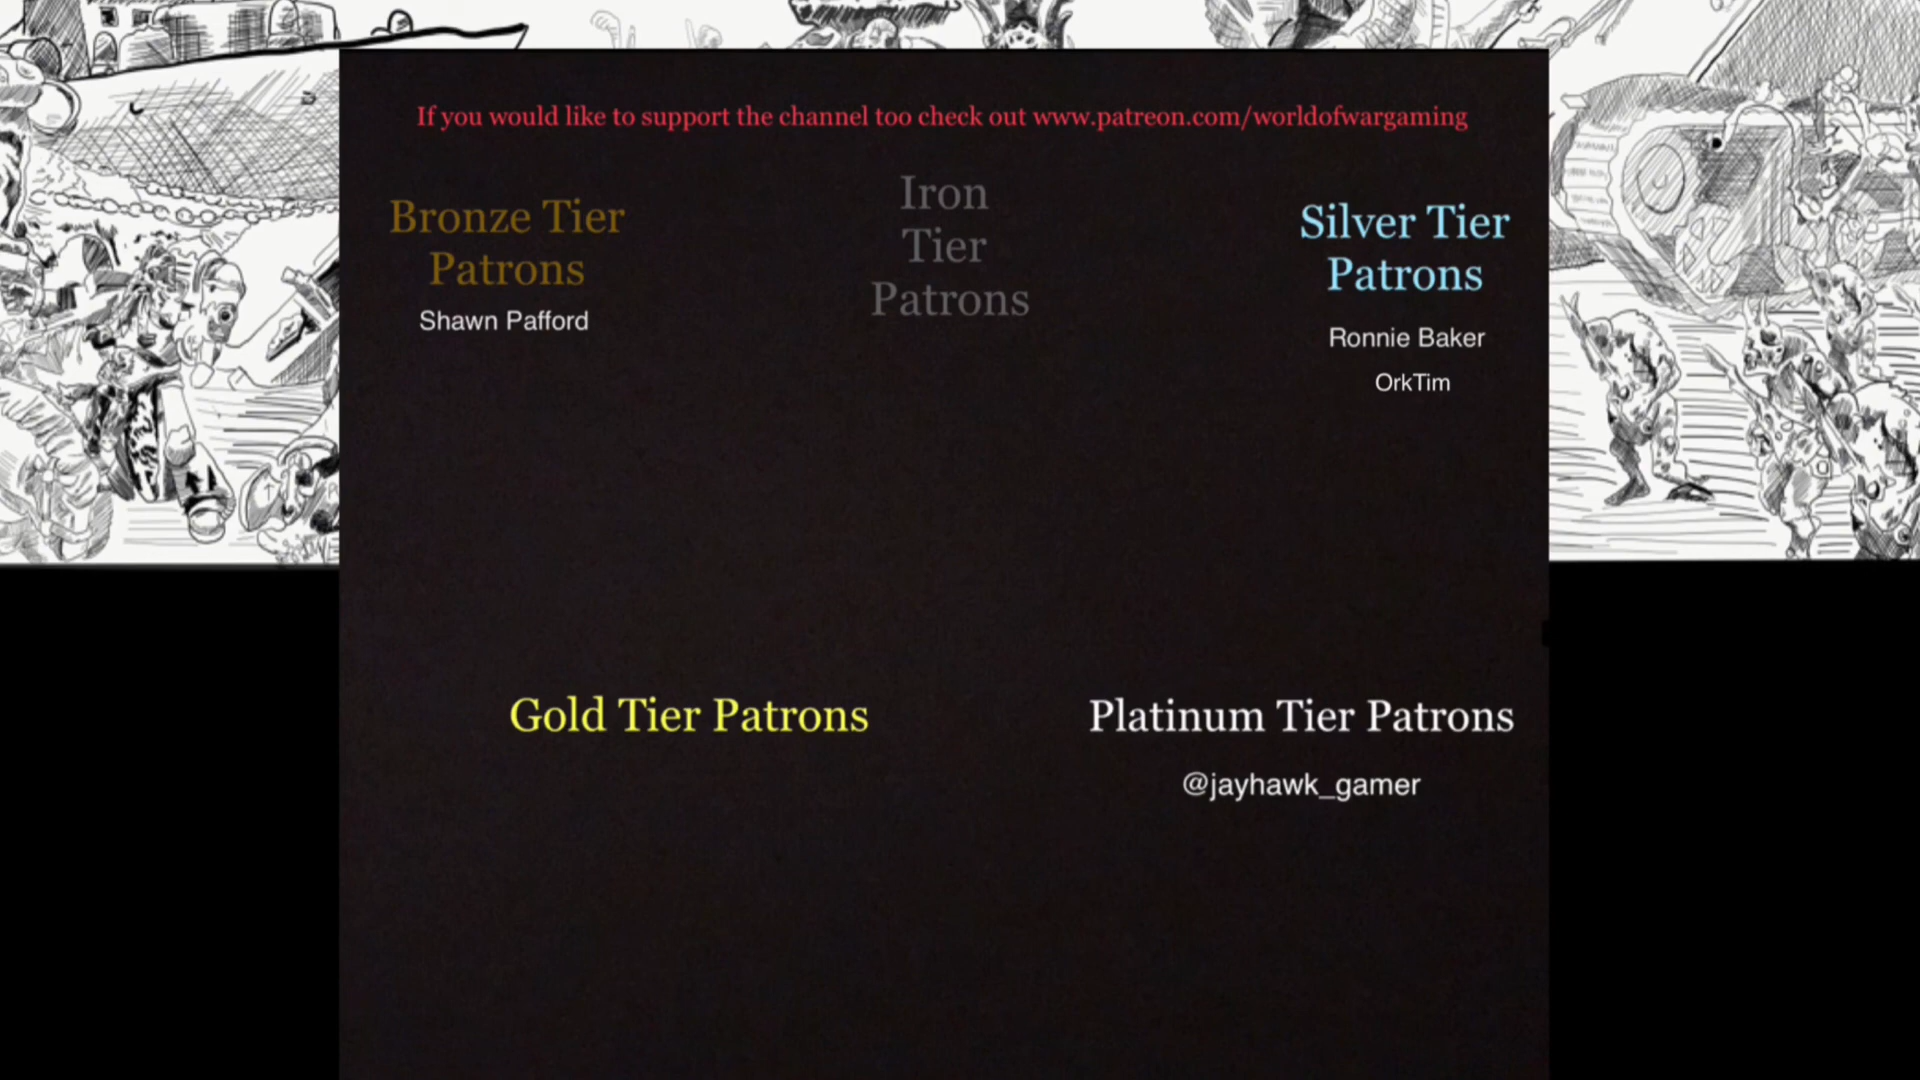 If you would like to support the channel too check out www.patreon.com/worldofwargaming
Bronze Tier
Patrons
Shawn Pafford
Iron
Tier
Patrons
Silver Tier
Patrons
Ronnie Baker
OrkTim
Gold Tier Patrons
Platinum Tier Patrons
@jayhawk_gamer